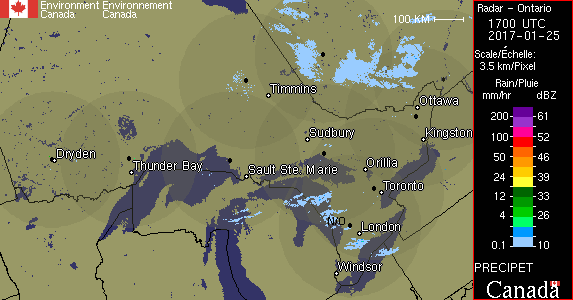 Environment Environnement
Canada Canada
100 KM
Timmins
Ottawa
Sudbury
Kingston
Dryden
Thunder Bay
Sault Ste. Marie
Orillia
Toronto
London
Windsor
Radar - Ontario
1700 UTC
2017-01-25
Scale/Échelle:
3.5 km/Pixel
Rain/Pluie
mm/hr dBZ
200 61
100 52
50 46
24 39
12 33
4 26
0.1 10
PRECIPET
Canada